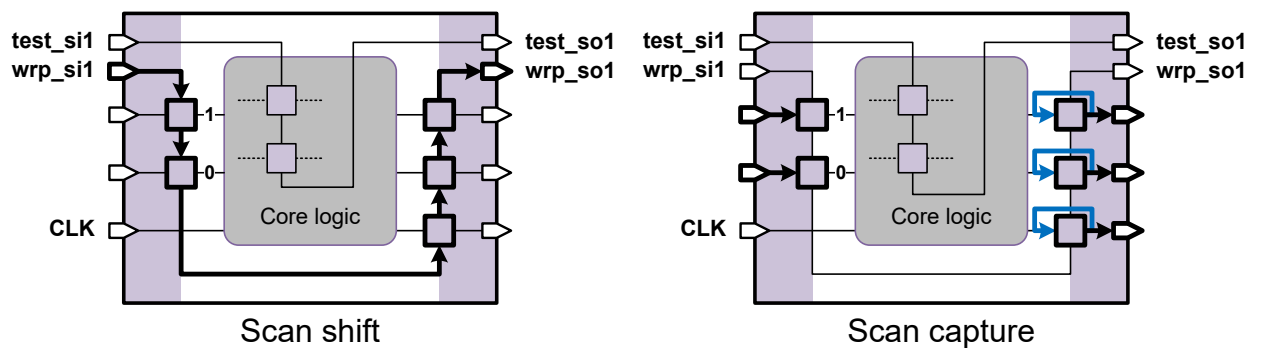 test_si1
test_so1
wrp_si1
wrp_so1
1
0
Core logic
CLK
Scan shift
test_si1
test_so1
wrp_si1
wrp_so1
1
0
Core logic
CLK
Scan capture